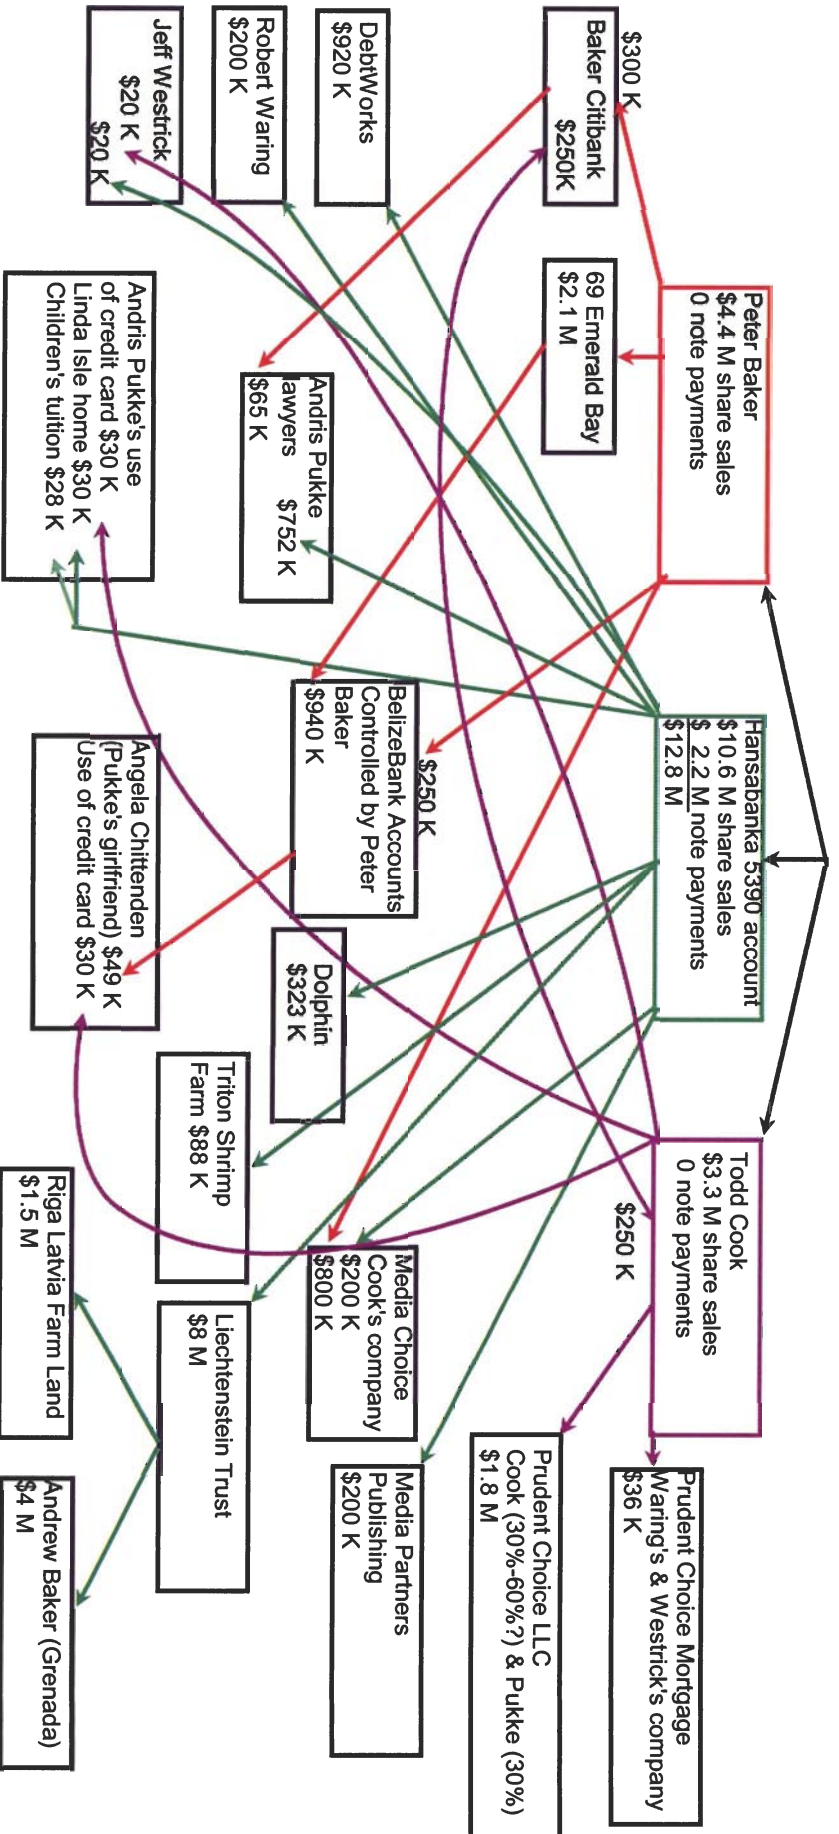 Peter Baker
$4.4 M share sales
0 note payments
Hansabanka 5390 account
$10.6 M share sales
$ 2.2 M note payments
$12.8 M
Todd Cook
$3.3 M share sales
0 note payments
$300 K
Baker Citibank
$250K
69 Emerald Bay
$2.1 M
$250 K
Prudent Choice Mortgage
Waring's & Westrick's company
$36 K
Prudent Choice LLC
Cook (30%-60%?) & Pukke (30%)
$1.8 M
DebtWorks
$920 K
Andris Pukke
lawyers $752 K
$65 K
$250 K
BelizeBank Accounts
Controlled by Peter
Baker
$940 K
Media Choice
Cook's company
$200 K
$800 K
Media Partners
Publishing
$200 K
Robert Waring
$200 K
Dolphin
$323 K
Triton Shrimp
Farm $88 K
Liechtenstein Trust
$8 M
Jeff Westrick
$20 K
$20 K
Andris Pukke's use
of credit card $30 K
Linda Isle home $30 K
Children's tuition $28 K
Angela Chittenden
(Pukke's girlfriend) $49 K
Use of credit card $30 K
Riga Latvia Farm Land
$1.5 M
Andrew Baker (Grenada)
$4 M